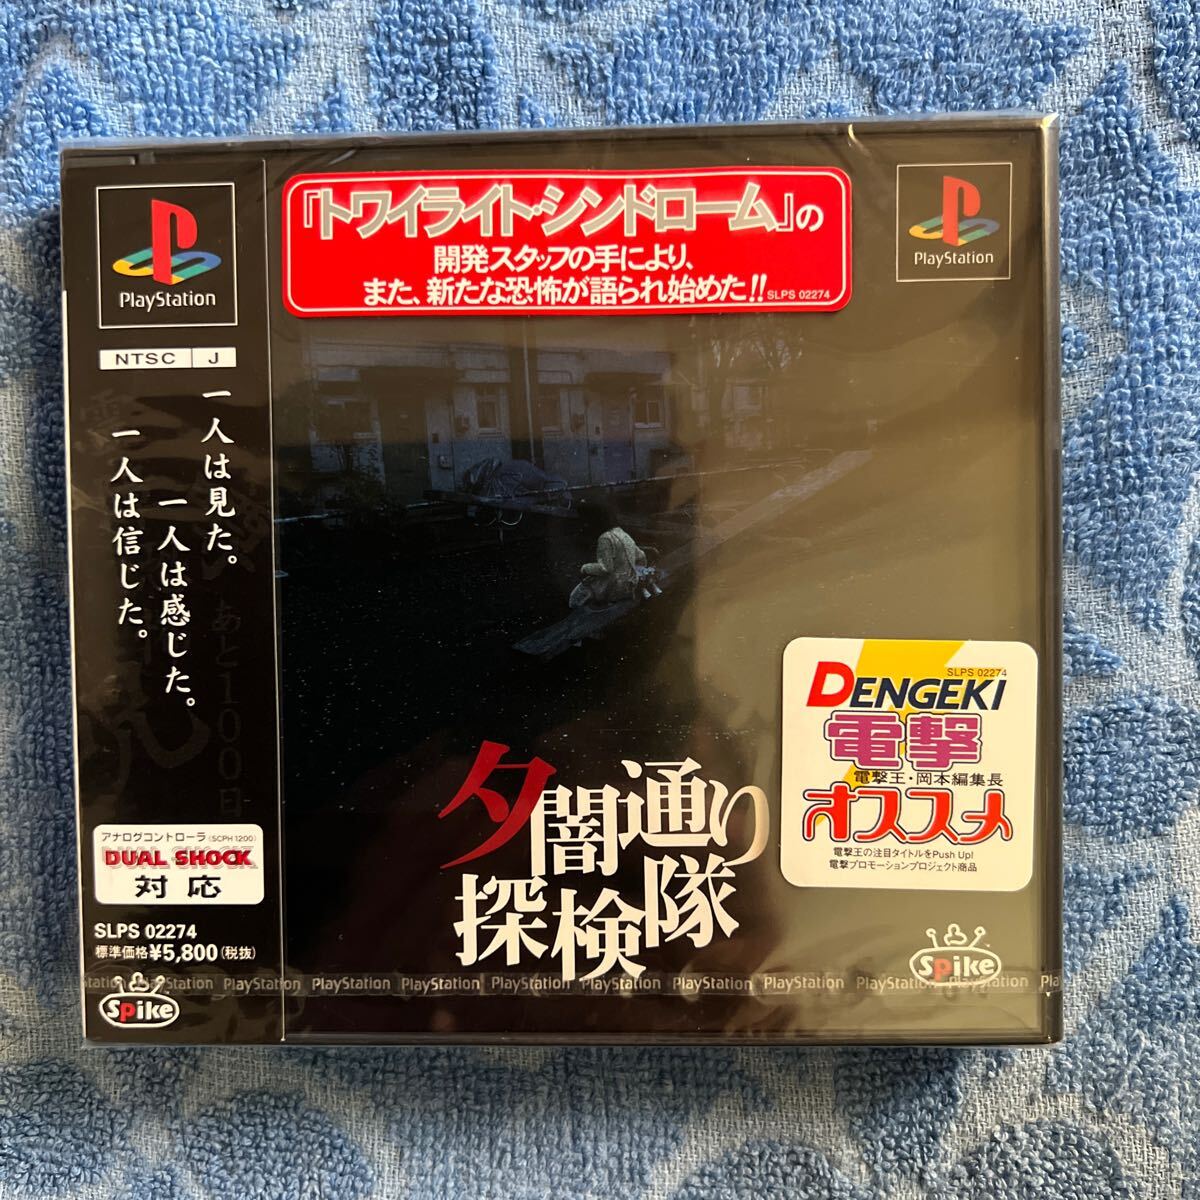 PlayStation
NTSC J
一人は見た。
一人は感じた。
一人は信じた。
あと100日
アナログコントローラ(SCPH 1200)
DUAL SHOCK
対応
SLPS 02274
標準価格¥5,800(税抜)
Spike
『トワイライト・シンドローム』の
開発スタッフの手により、
また、新たな恐怖が語られ始めた!!
SLPS 02274
PlayStation
SLPS 02274
DENGEKI
電撃
電撃王・岡本編集長
オススメ
電撃王の注目タイトルをPush Up!
電撃プロモーションプロジェクト商品
夕闇通り
探検隊
Spike
PlayStation PlayStation PlayStation PlayStation PlayStation PlayStation PlayStation PlayStation PlayStation PlayStation